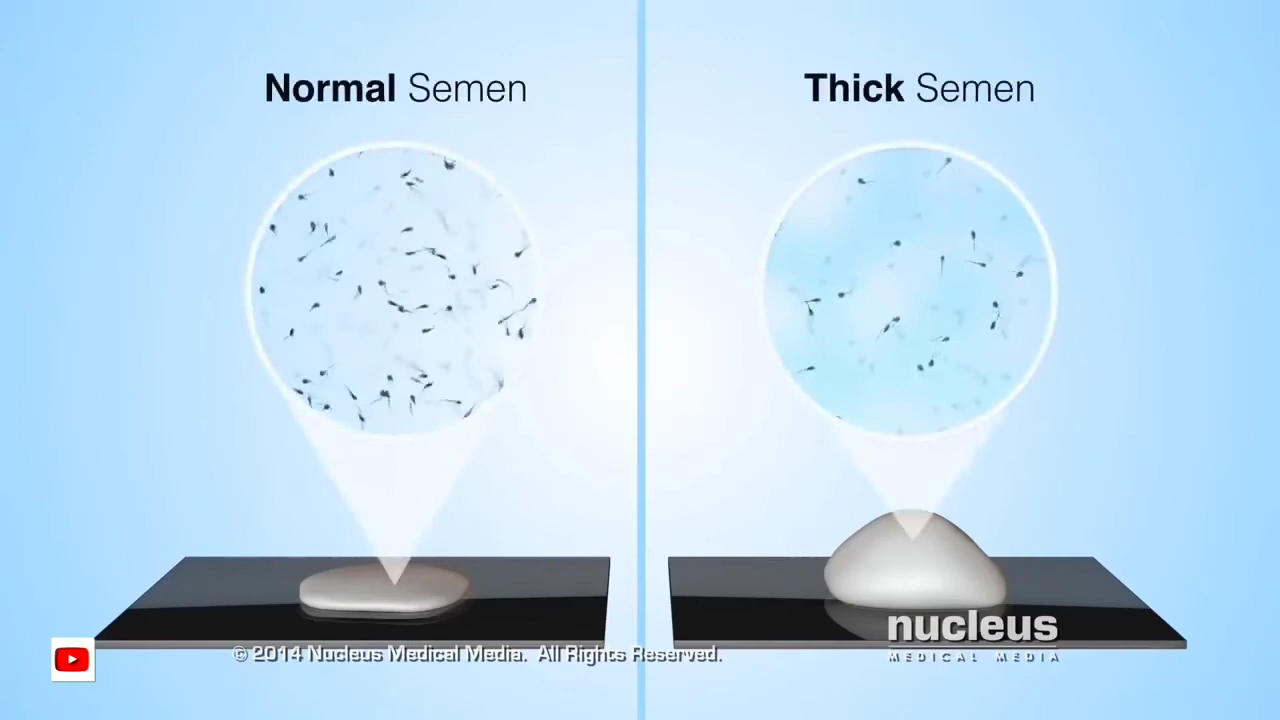 Normal Semen
Thick Semen
nucleus
MEDICAL MEDIA
© 2014 Nucleus Medical Media. All Rights Reserved.